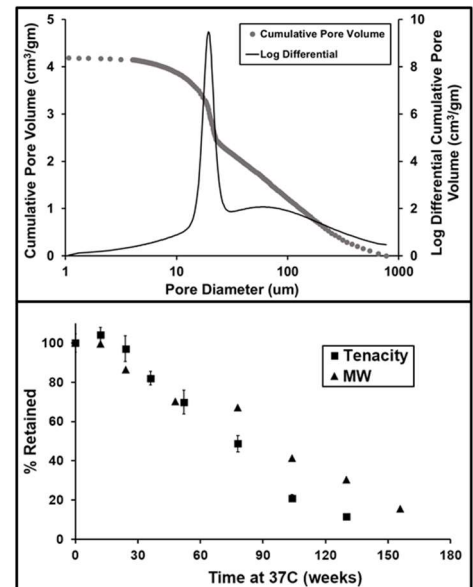 Cumulative Pore Volume (cm³/gm)
5
4
3
2
1
0
Cumulative Pore Volume
Log Differential
10
8
6
4
2
0
Log Differential Cumulative Pore
Volume (cm³/gm)
1 10 100 1000
Pore Diameter (um)
% Retained
100
80
60
40
20
0
Tenacity
MW
0 30 60 90 120 150 180
Time at 37C (weeks)